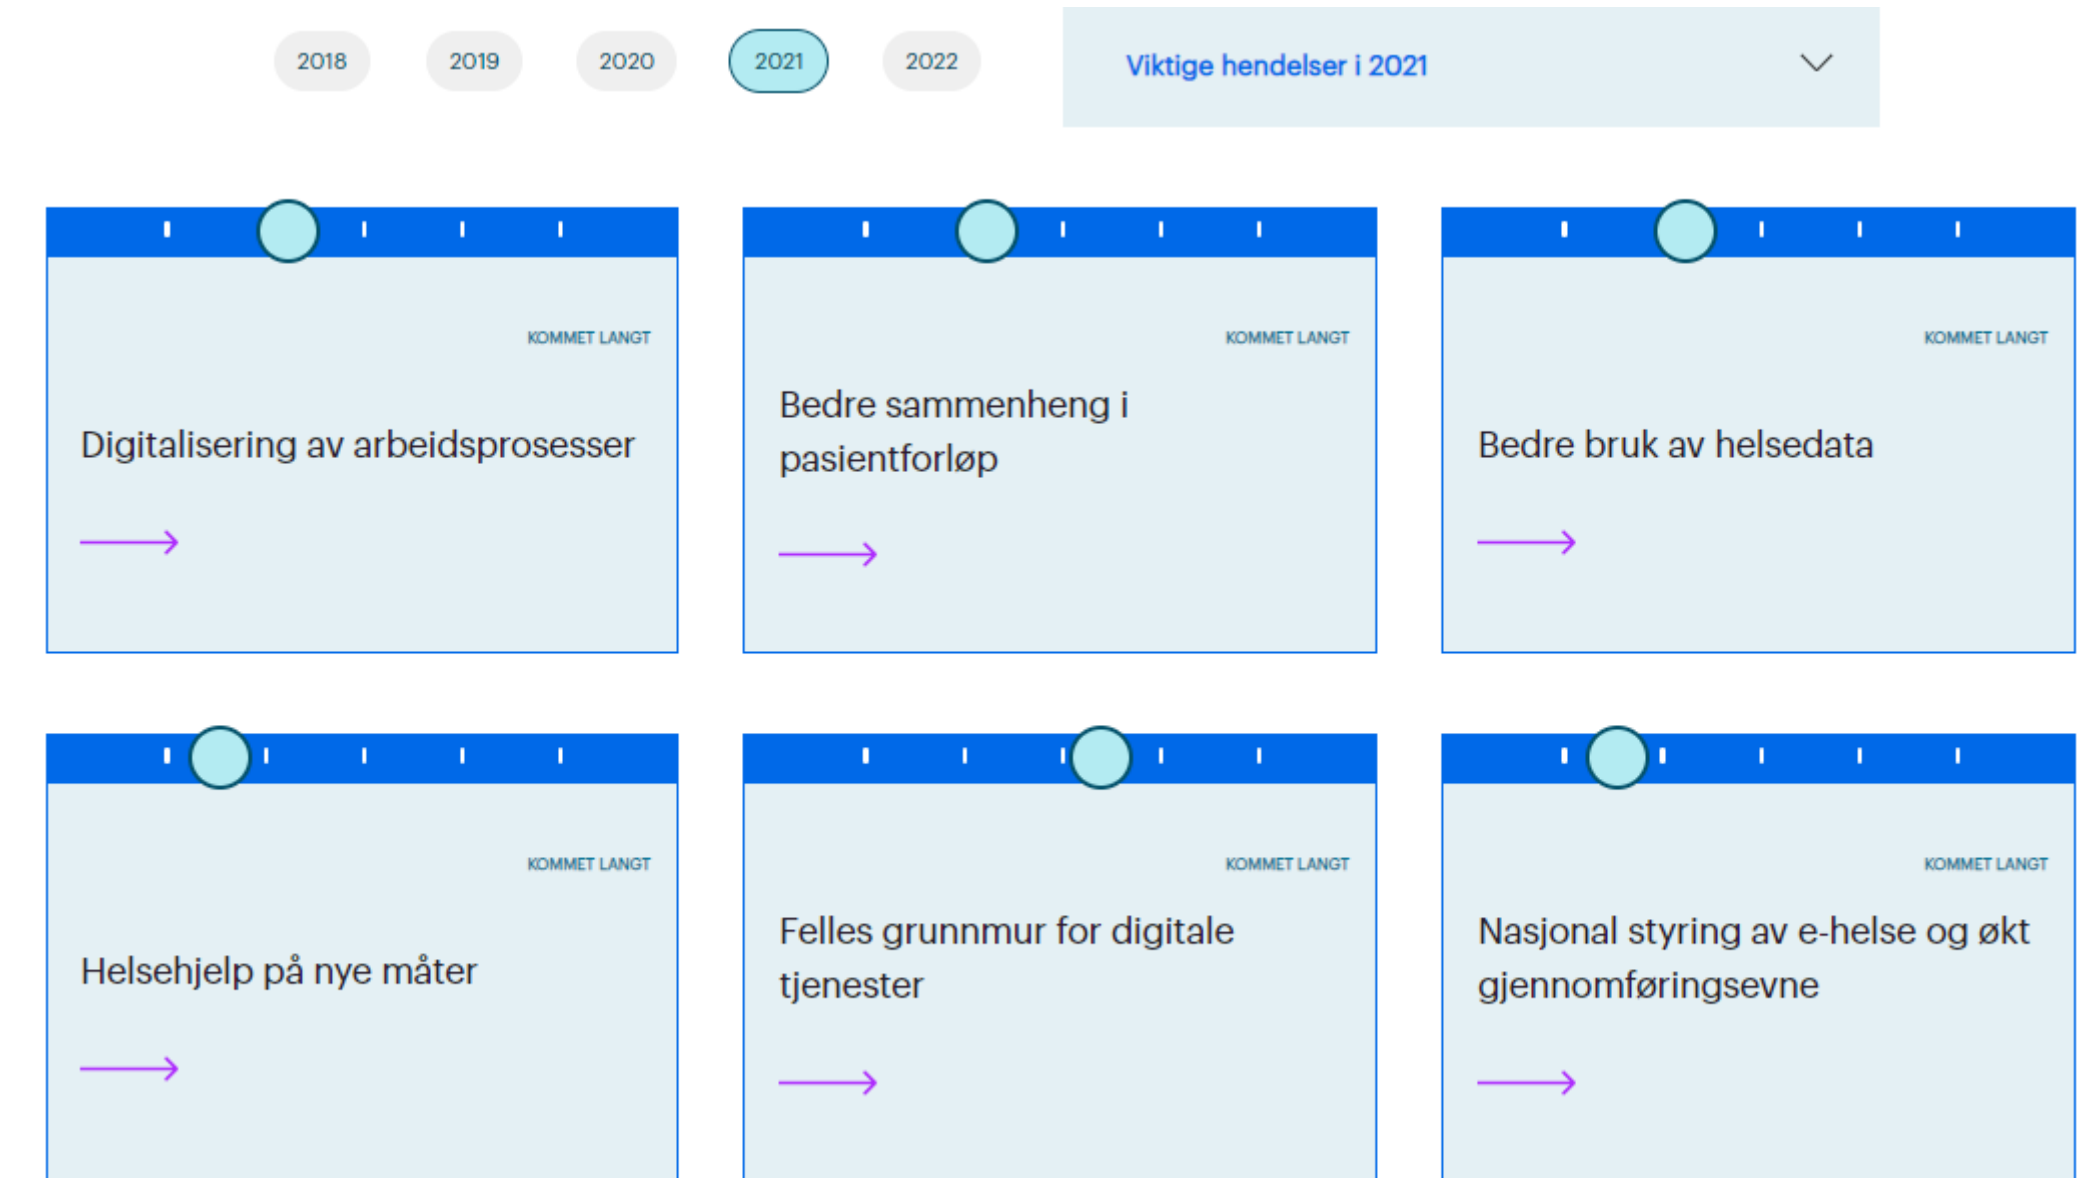 2018
2019
2020
2021
2022
Viktige hendelser i 2021
KOMMET LANGT
Digitalisering av arbeidsprosesser
KOMMET LANGT
Bedre sammenheng i
pasientforløp
KOMMET LANGT
Bedre bruk av helsedata
KOMMET LANGT
Helsehjelp på nye måter
KOMMET LANGT
Felles grunnmur for digitale
tjenester
KOMMET LANGT
Nasjonal styring av e-helse og økt
gjennomføringsevne